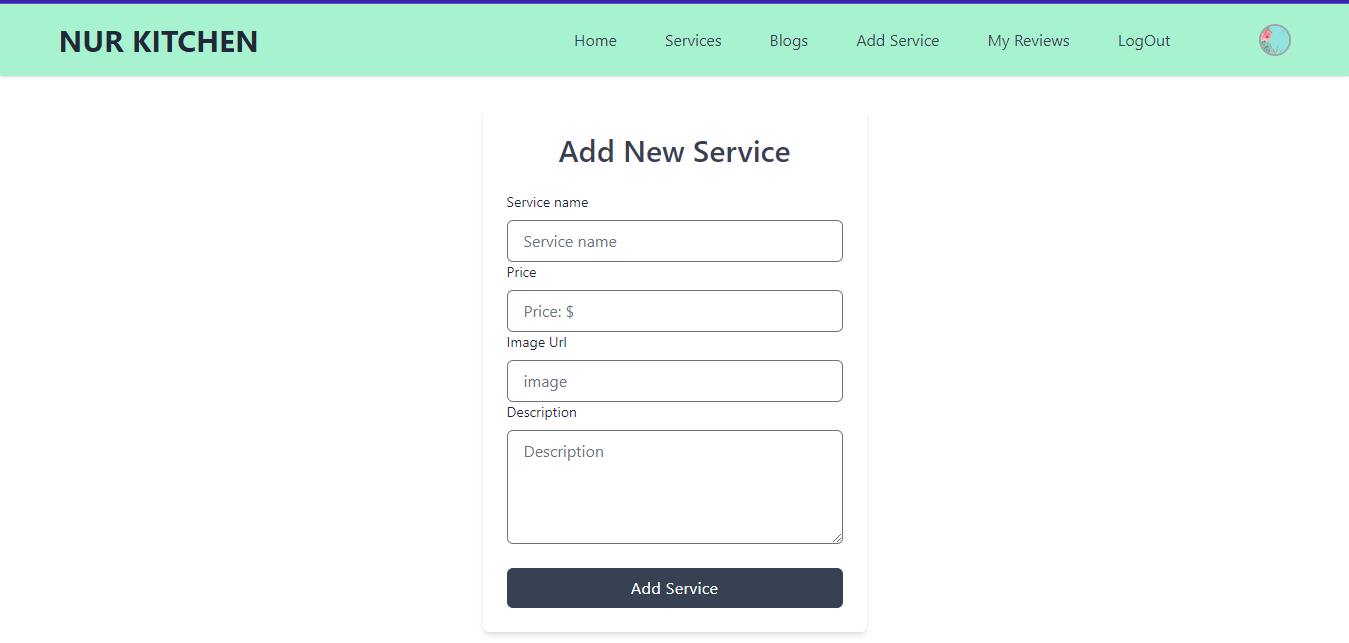 NUR KITCHEN Home Services Blogs Add Service My Reviews LogOut
Add New Service
Service name
Service name
Price
Price: $
Image Url
image
Description
Description
Add Service